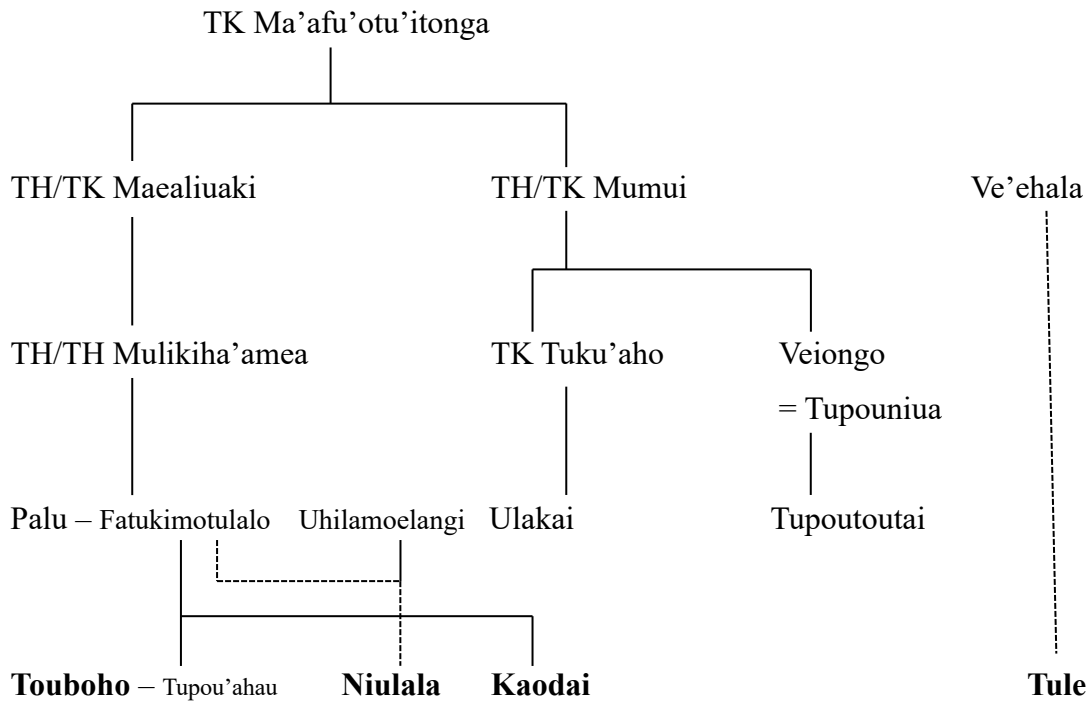 TK Ma’afu’otu’itonga
TH/TK Maealiuaki TH/TK Mumui Ve’ehala
TH/TH Mulikiha’amea TK Tuku’aho Veiongo
= Tupouniua
Palu – Fatukimotulalo Uhilamoelangi Ulakai Tupoutoutai
Touboho – Tupou’ahau Niulala Kaodai Tule